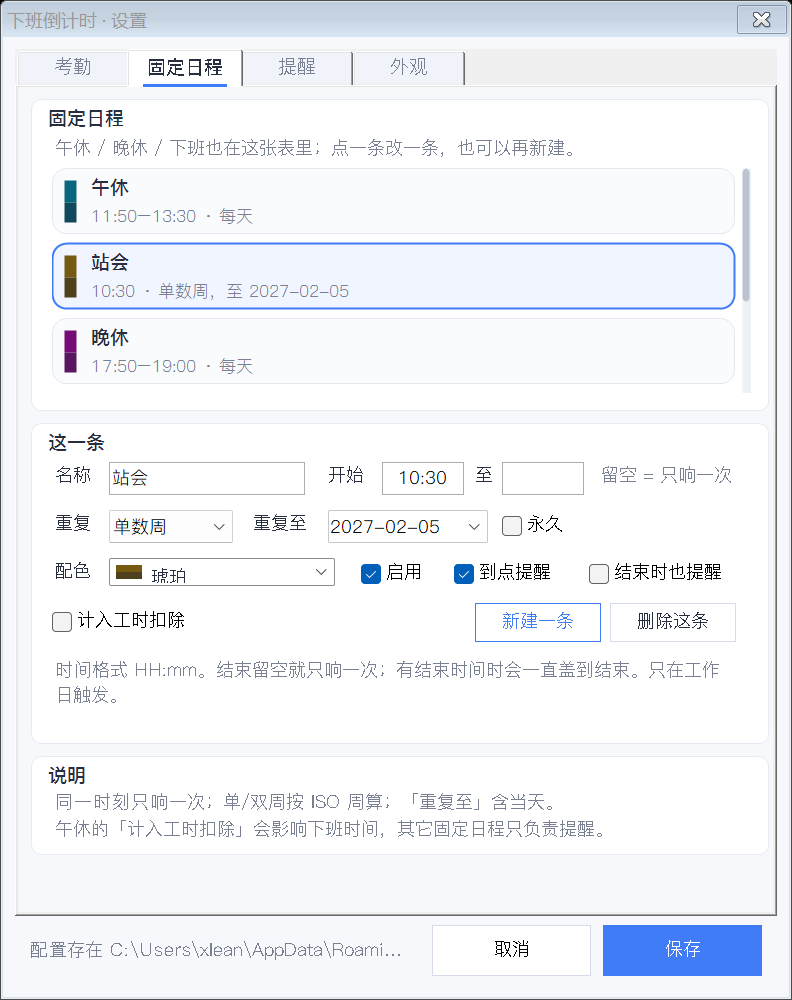 下班倒计时 · 设置
考勤 固定日程 提醒 外观
固定日程
午休 / 晚休 / 下班也在这张表里；点一条改一条，也可以再新建。
午休
11:50—13:30 · 每天
站会
10:30 · 单数周，至 2027-02-05
晚休
17:50—19:00 · 每天
这一条
名称 站会 开始 10:30 至 留空 = 只响一次
重复 单数周 重复至 2027-02-05 永久
配色 琥珀 启用 到点提醒 结束时也提醒
计入工时扣除 新建一条 删除这条
时间格式 HH:mm。结束留空就只响一次；有结束时间时会一直盖到结束。只在工作
日触发。
说明
同一时刻只响一次；单/双周按 ISO 周算；「重复至」含当天。
午休的「计入工时扣除」会影响下班时间，其它固定日程只负责提醒。
配置存在 C:\Users\xlean\AppData\Roami... 取消 保存